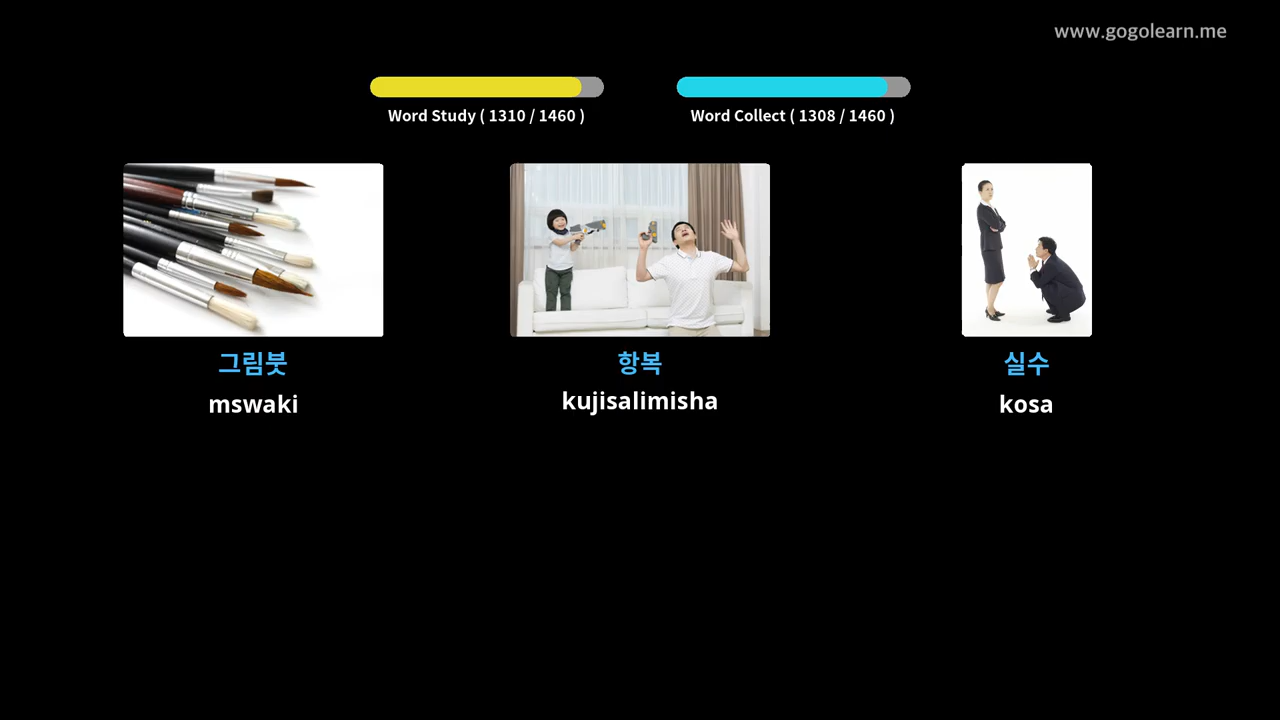 www.gogolearn.me
Word Study ( 1310 / 1460 )
Word Collect ( 1308 / 1460 )
그림붓
mswaki
항복
kujisalimisha
실수
kosa